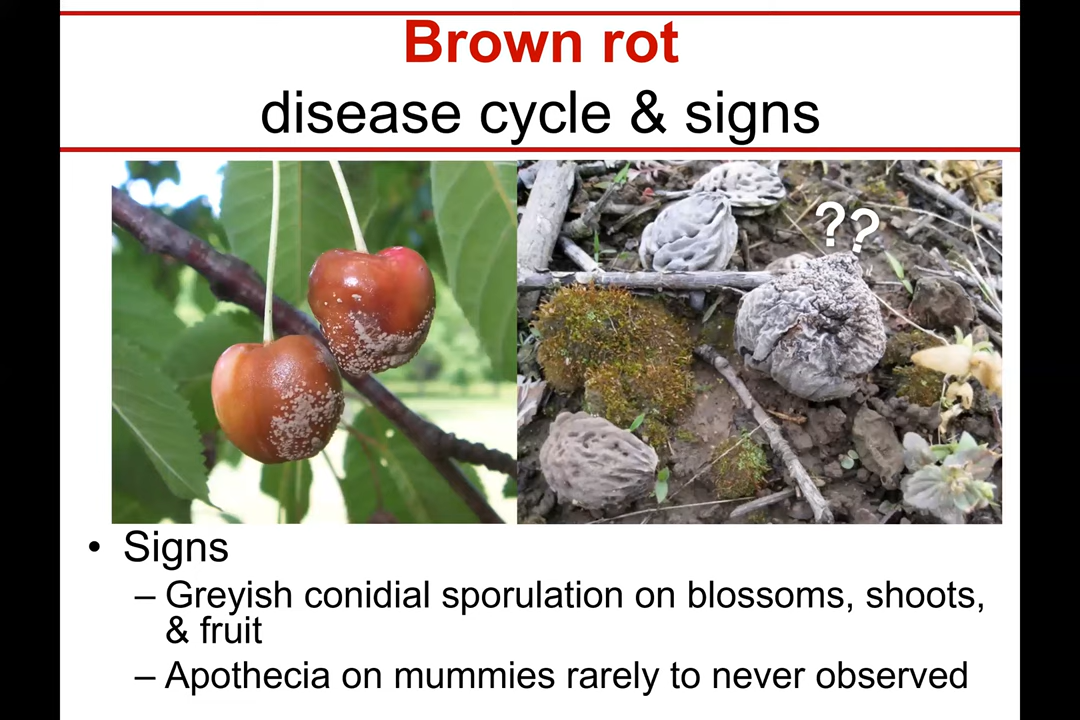 Brown rot
disease cycle & signs
??
• Signs
– Greyish conidial sporulation on blossoms, shoots,
& fruit
– Apothecia on mummies rarely to never observed